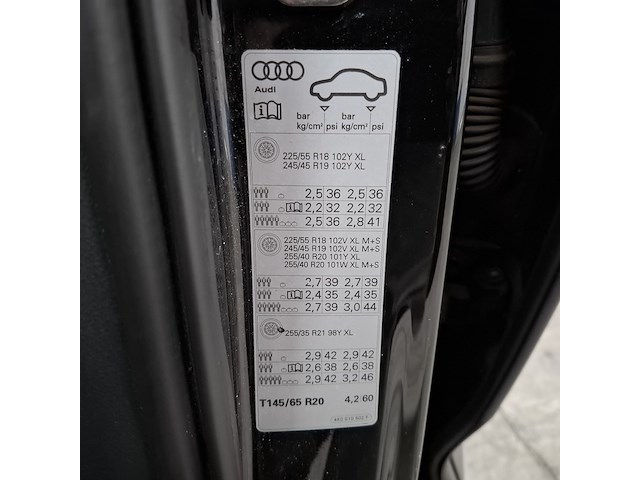 Audi
bar bar
kg/cm² psi kg/cm² psi
225/55 R18 102Y XL
245/45 R19 102Y XL
2,5 36 2,5 36
2,2 32 2,2 32
2,5 36 2,8 41
225/55 R18 102V XL M+S
245/45 R19 102V XL M+S
255/40 R20 101Y XL
255/40 R20 101W XL M+S
2,7 39 2,7 39
2,4 35 2,4 35
2,7 39 3,0 44
255/35 R21 98Y XL
2,9 42 2,9 42
2,6 38 2,6 38
2,9 42 3,2 46
T145/65 R20 4,2 60